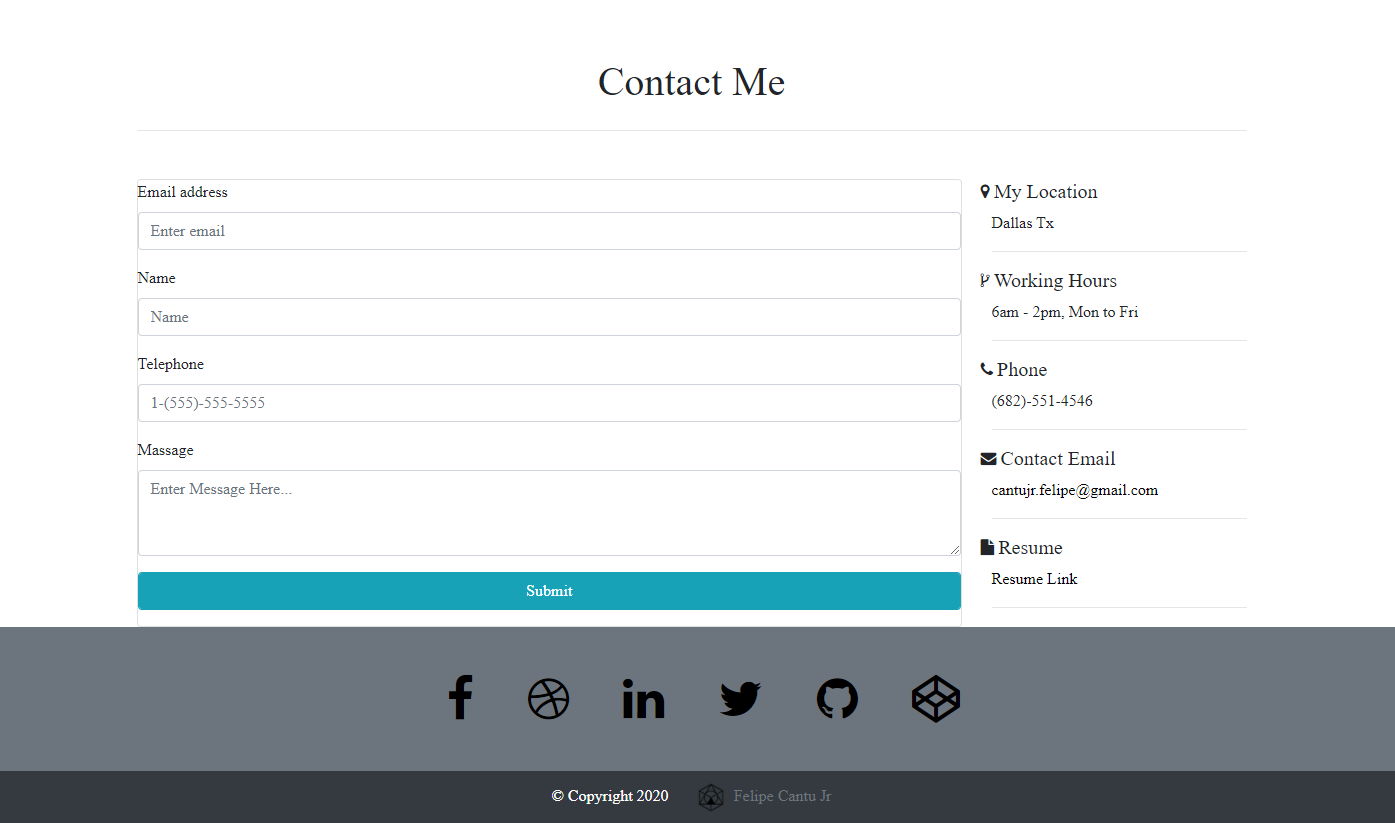 Contact Me
Email address
Enter email
Name
Name
Telephone
1-(555)-555-5555
Massage
Enter Message Here...
Submit
My Location
Dallas Tx
Working Hours
6am - 2pm, Mon to Fri
Phone
(682)-551-4546
Contact Email
cantujr.felipe@gmail.com
Resume
Resume Link
© Copyright 2020 Felipe Cantu Jr